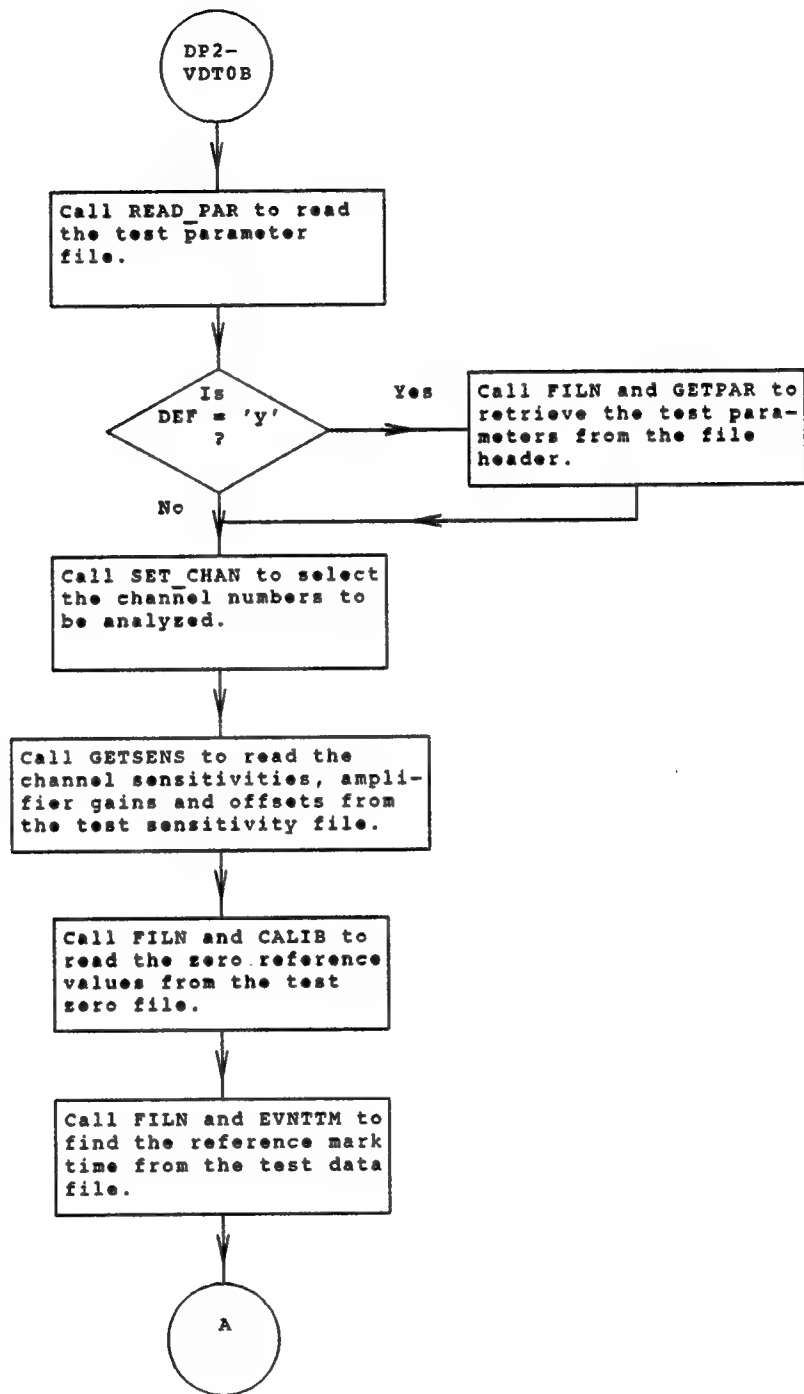 DP2-
VDT0B
Call READ_PAR to read
the test parameter
file.
Is
DEF = 'y'
?
Yes
Call FILN and GETPAR to
retrieve the test para-
meters from the file
header.
No
Call SET_CHAN to select
the channel numbers to
be analyzed.
Call GETSENS to read the
channel sensitivities, ampli-
fier gains and offsets from
the test sensitivity file.
Call FILN and CALIB to
read the zero reference
values from the test
zero file.
Call FILN and EVNTTM to
find the reference mark
time from the test data
file.
A